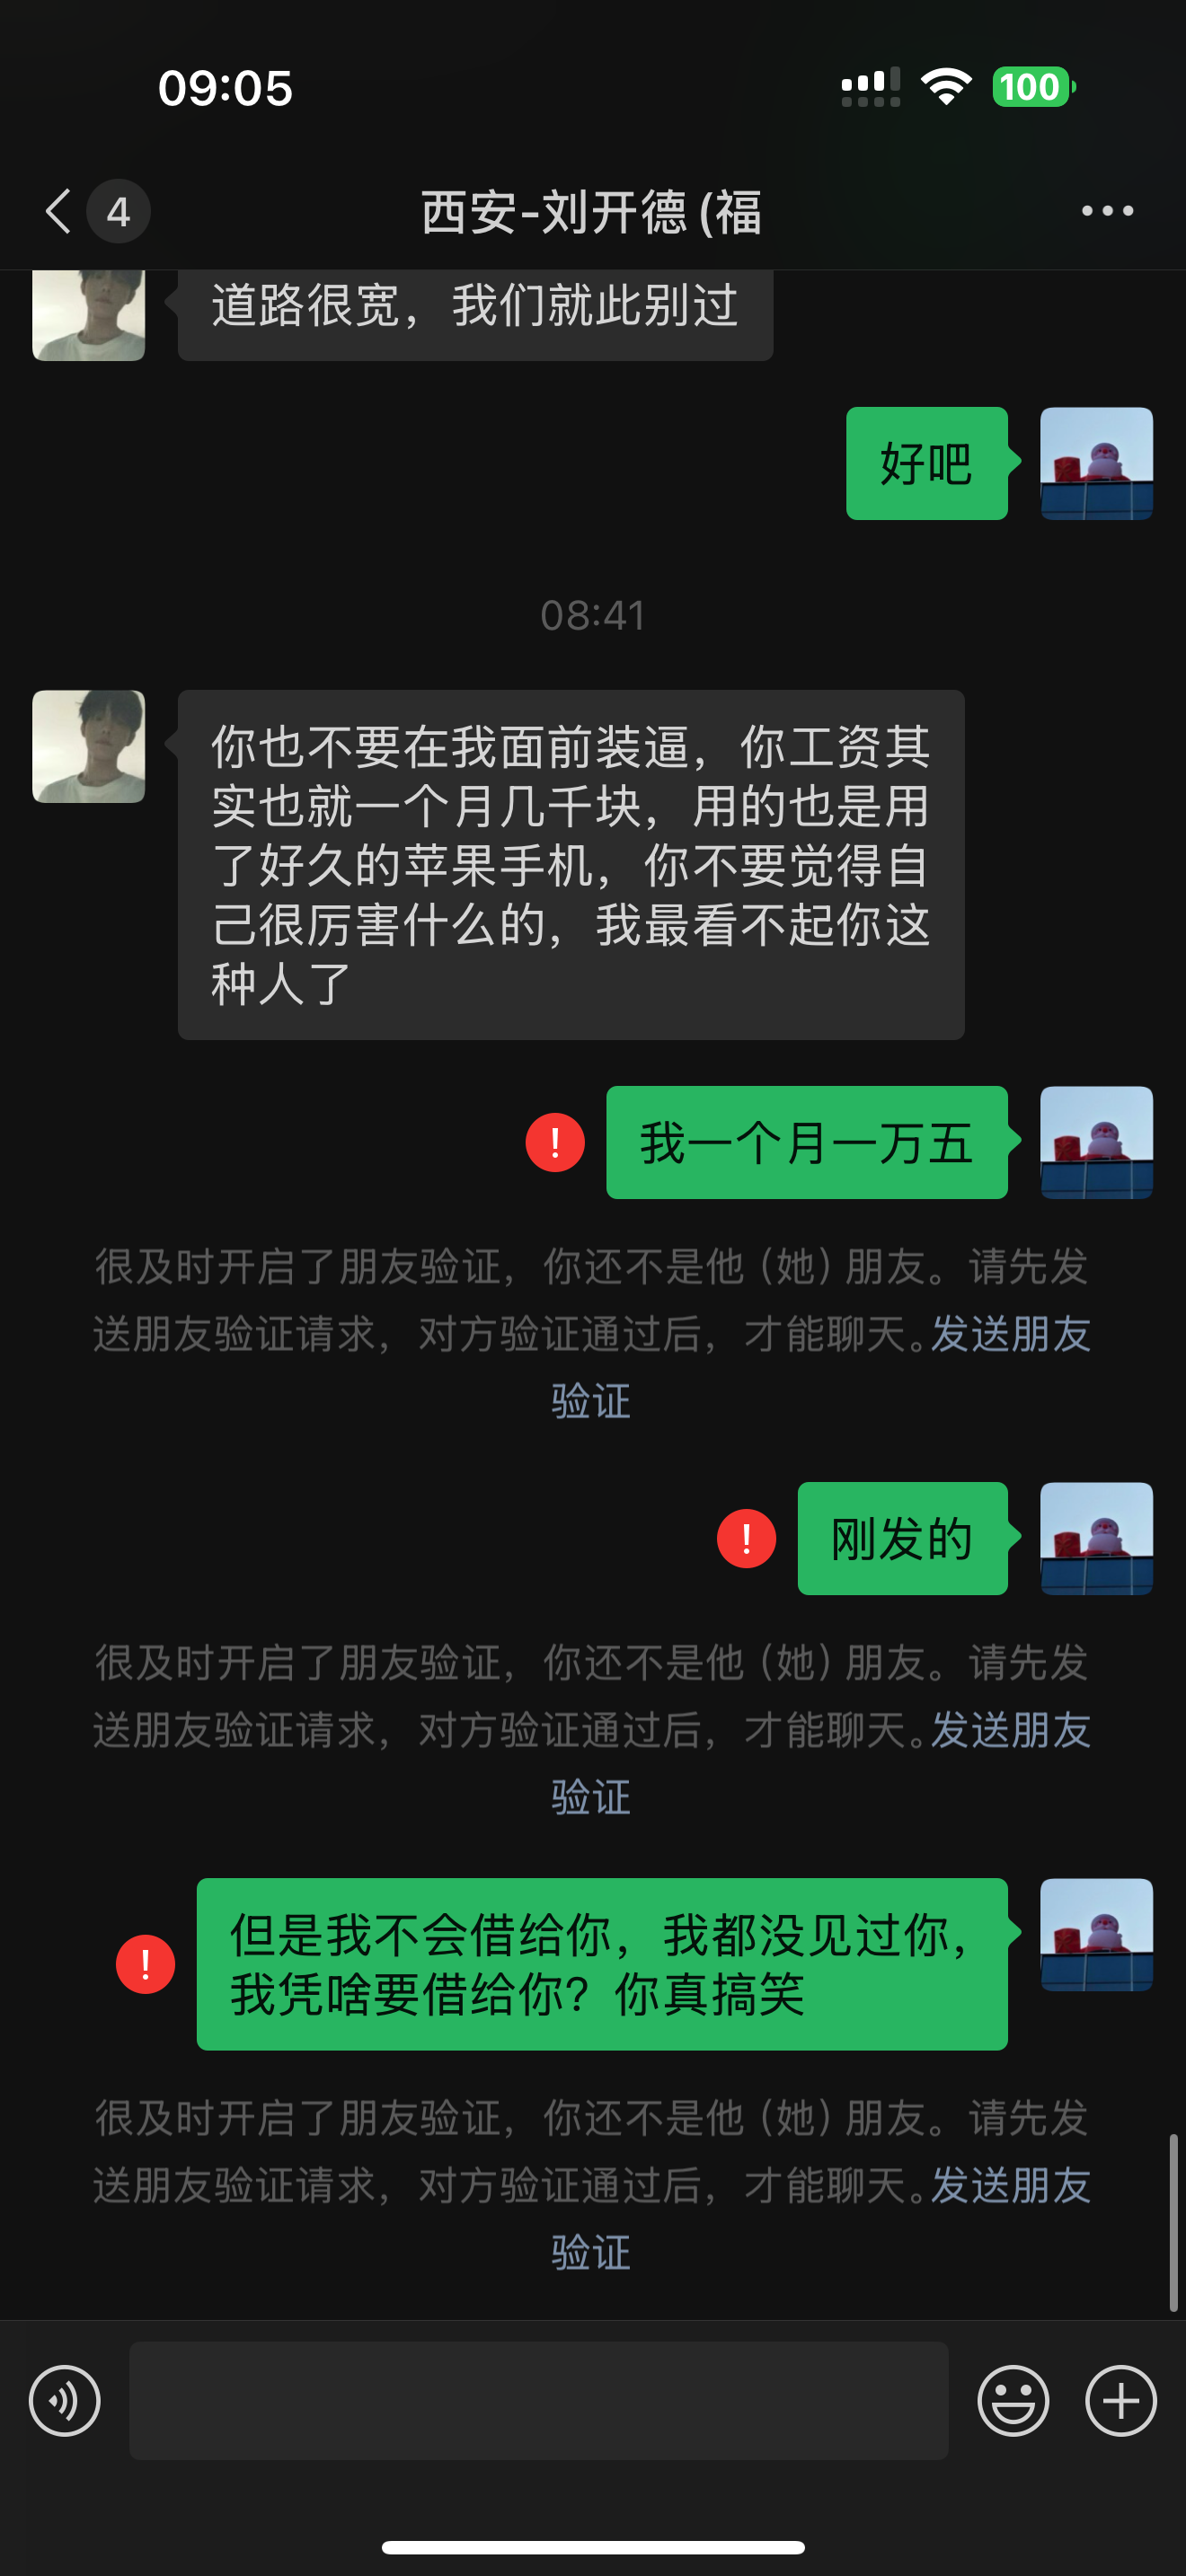 09:05
100
4
西安-刘开德(福
道路很宽，我们就此别过
好吧
08:41
你也不要在我面前装逼，你工资其
实也就一个月几千块，用的也是用
了好久的苹果手机，你不要觉得自
己很厉害什么的，我最看不起你这
种人了
我一个月一万五
很及时开启了朋友验证，你还不是他（她）朋友。请先发
送朋友验证请求，对方验证通过后，才能聊天。发送朋友
验证
刚发的
很及时开启了朋友验证，你还不是他（她）朋友。请先发
送朋友验证请求，对方验证通过后，才能聊天。发送朋友
验证
但是我不会借给你，我都没见过你，
我凭啥要借给你？你真搞笑
很及时开启了朋友验证，你还不是他（她）朋友。请先发
送朋友验证请求，对方验证通过后，才能聊天。发送朋友
验证